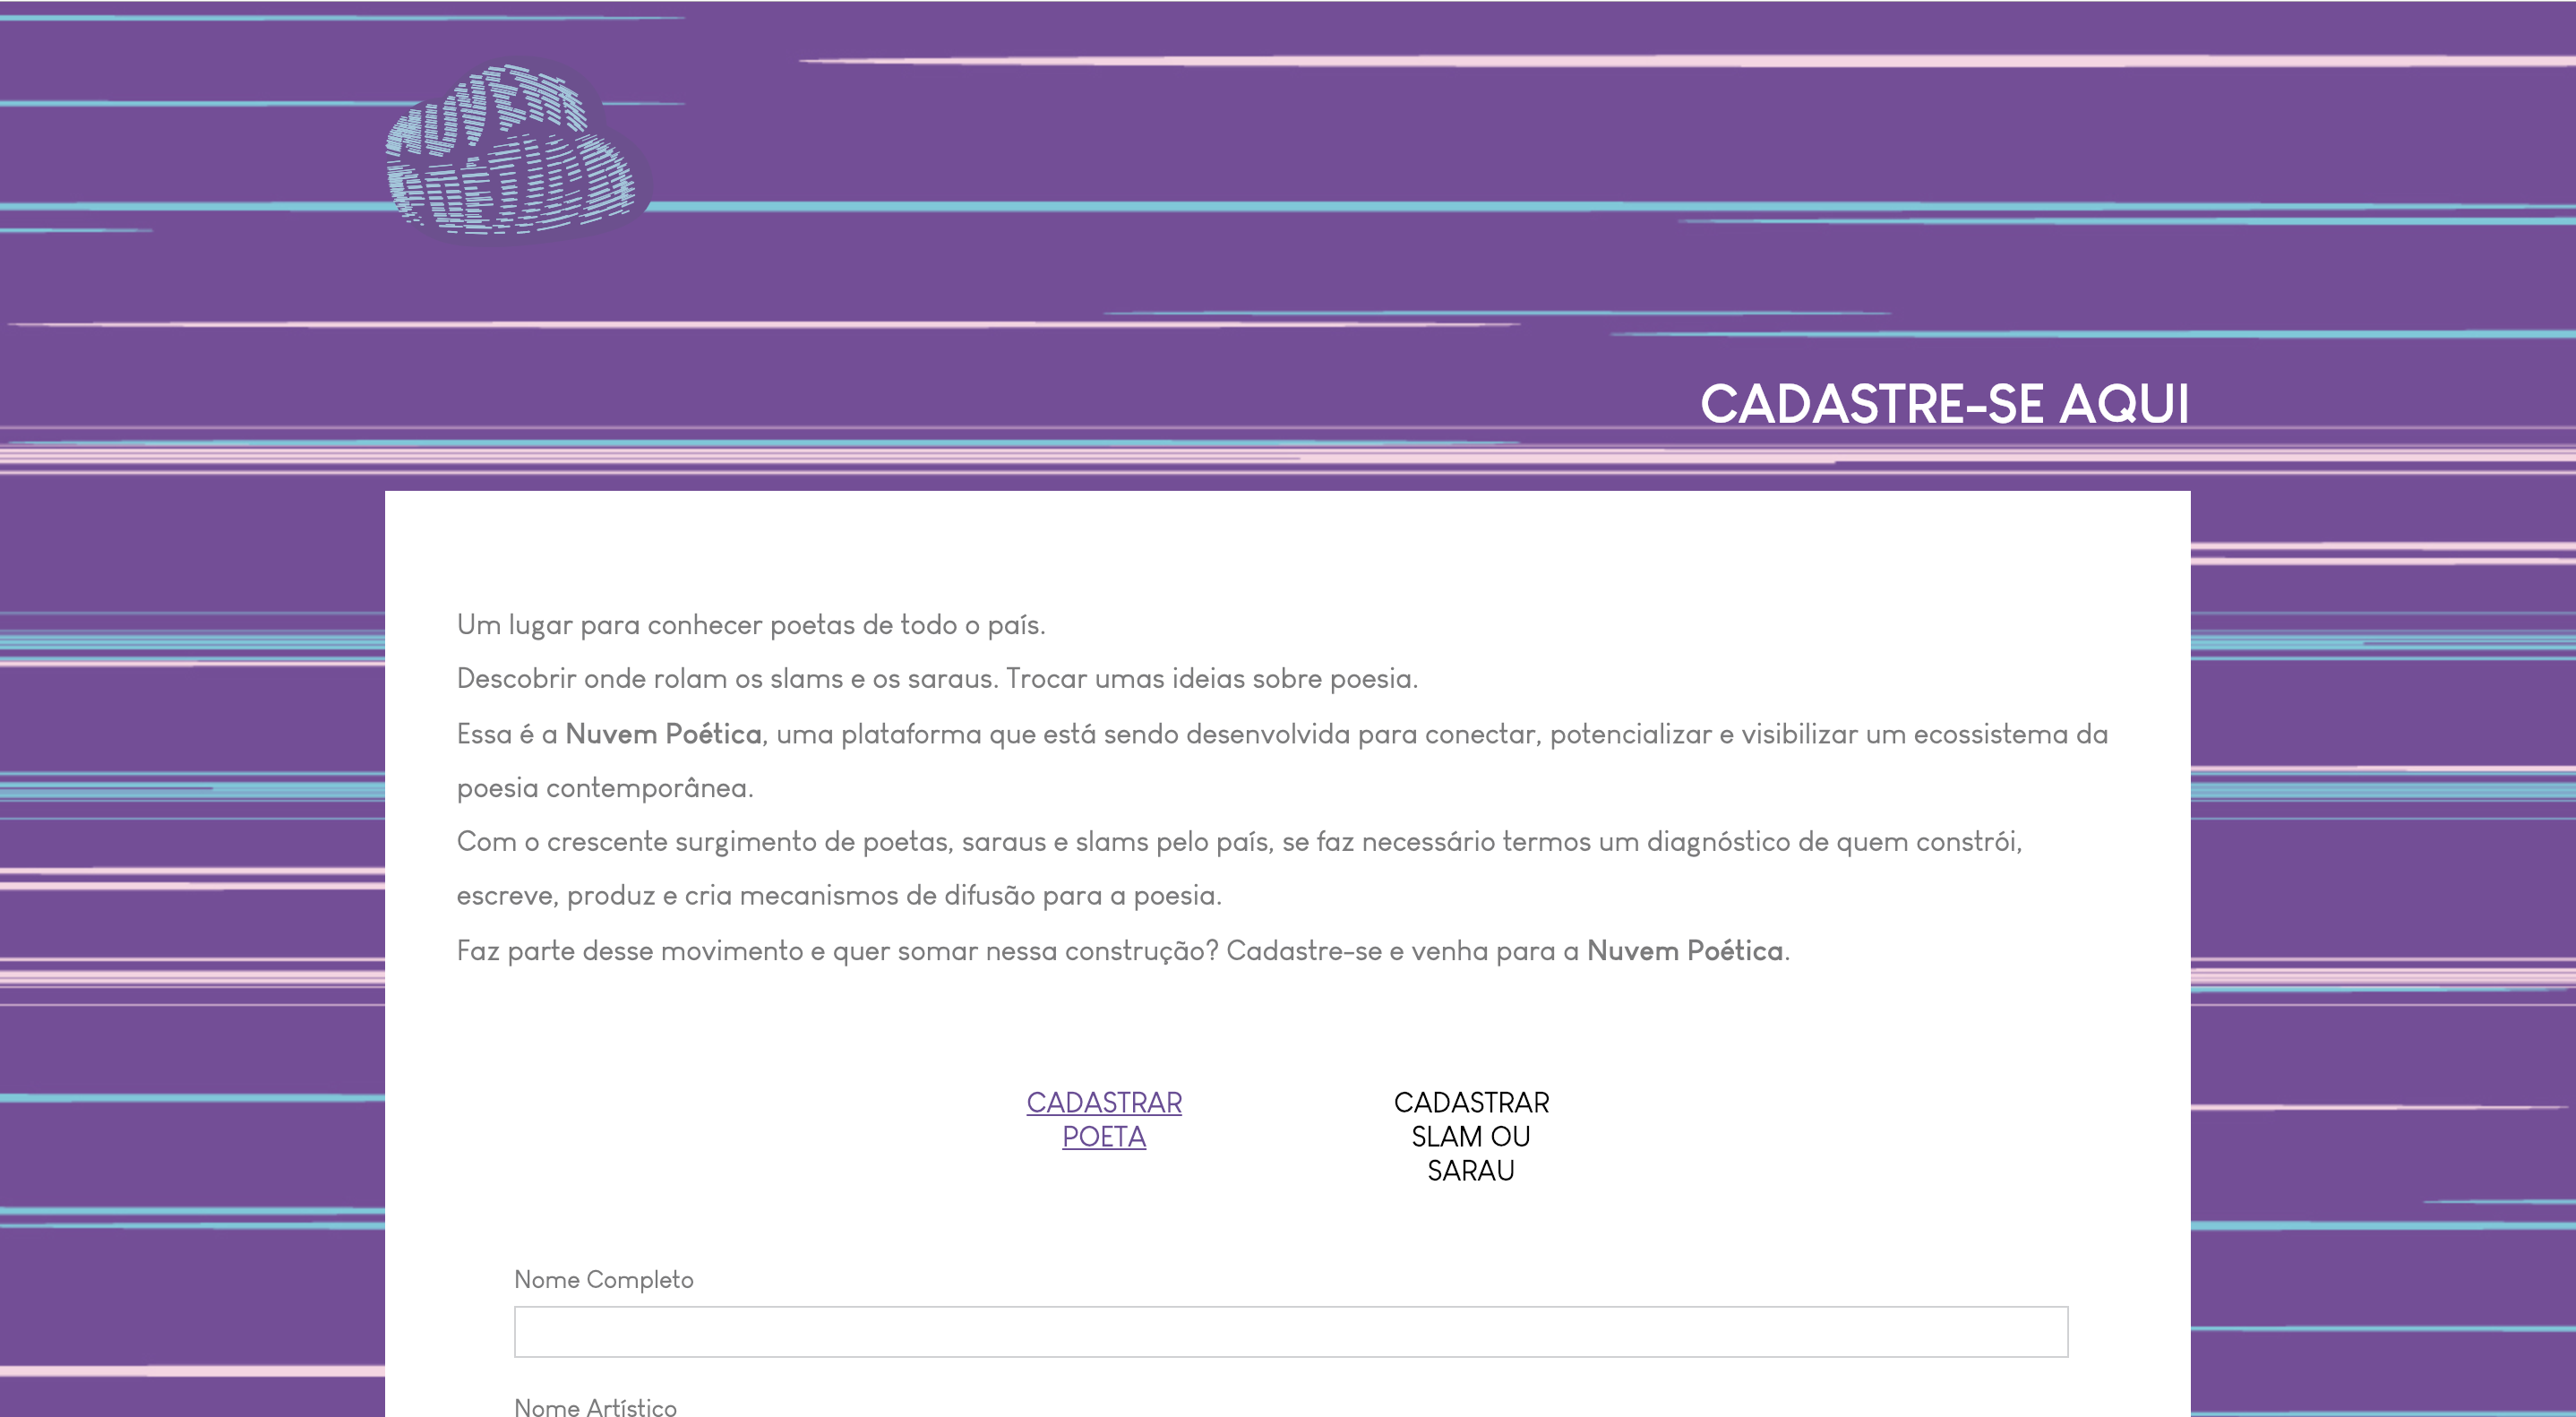 CADASTRE-SE AQUI
Um lugar para conhecer poetas de todo o país.
Descobrir onde rolam os slams e os saraus. Trocar umas ideias sobre poesia.
Essa é a Nuvem Poética, uma plataforma que está sendo desenvolvida para conectar, potencializar e visibilizar um ecossistema da
poesia contemporânea.
Com o crescente surgimento de poetas, saraus e slams pelo país, se faz necessário termos um diagnóstico de quem constrói,
escreve, produz e cria mecanismos de difusão para a poesia.
Faz parte desse movimento e quer somar nessa construção? Cadastre-se e venha para a Nuvem Poética.
CADASTRAR
POETA
CADASTRAR
SLAM OU
SARAU
Nome Completo
Nome Artístico